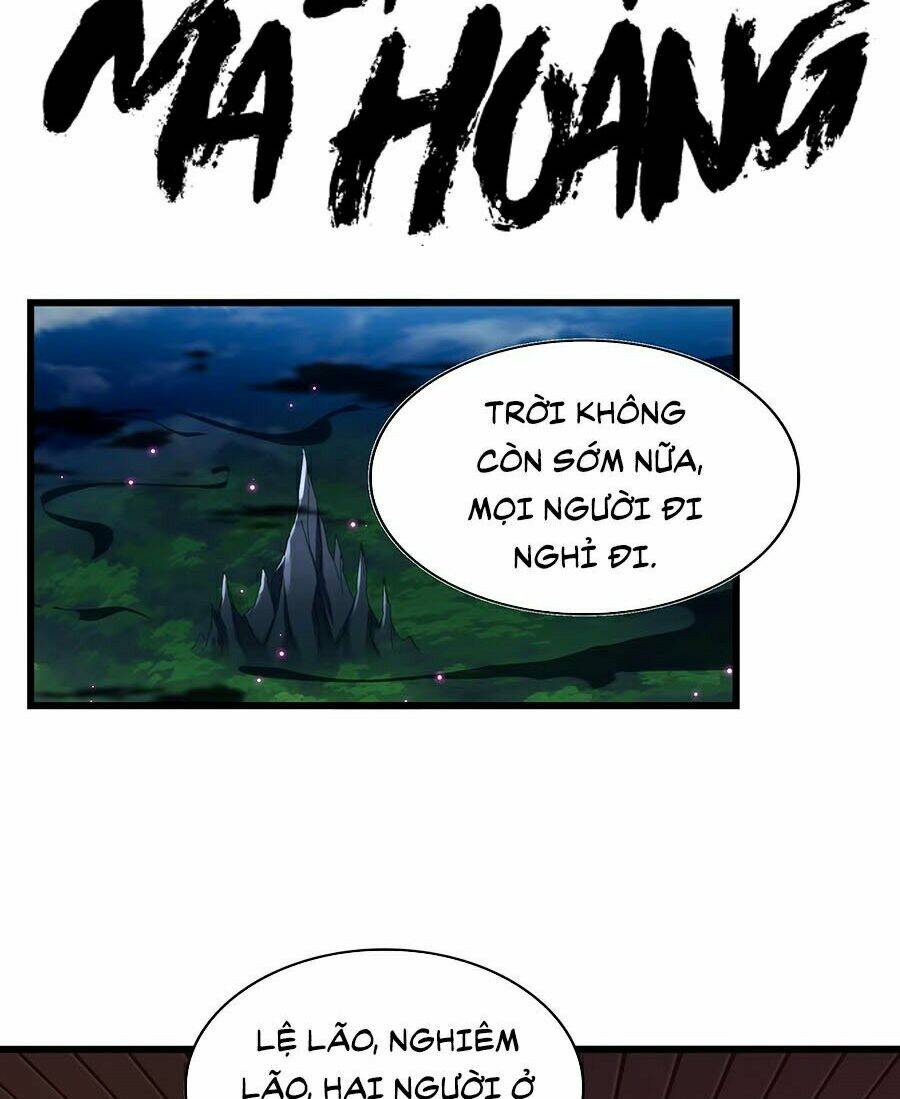 MA HOÀNG
TRỜI KHÔNG
CÒN SỚM NỮA,
MỌI NGƯỜI ĐI
NGHỈ ĐI.
LỆ LÃO, NGHIÊM
LÃO, HAI NGƯỜI Ở